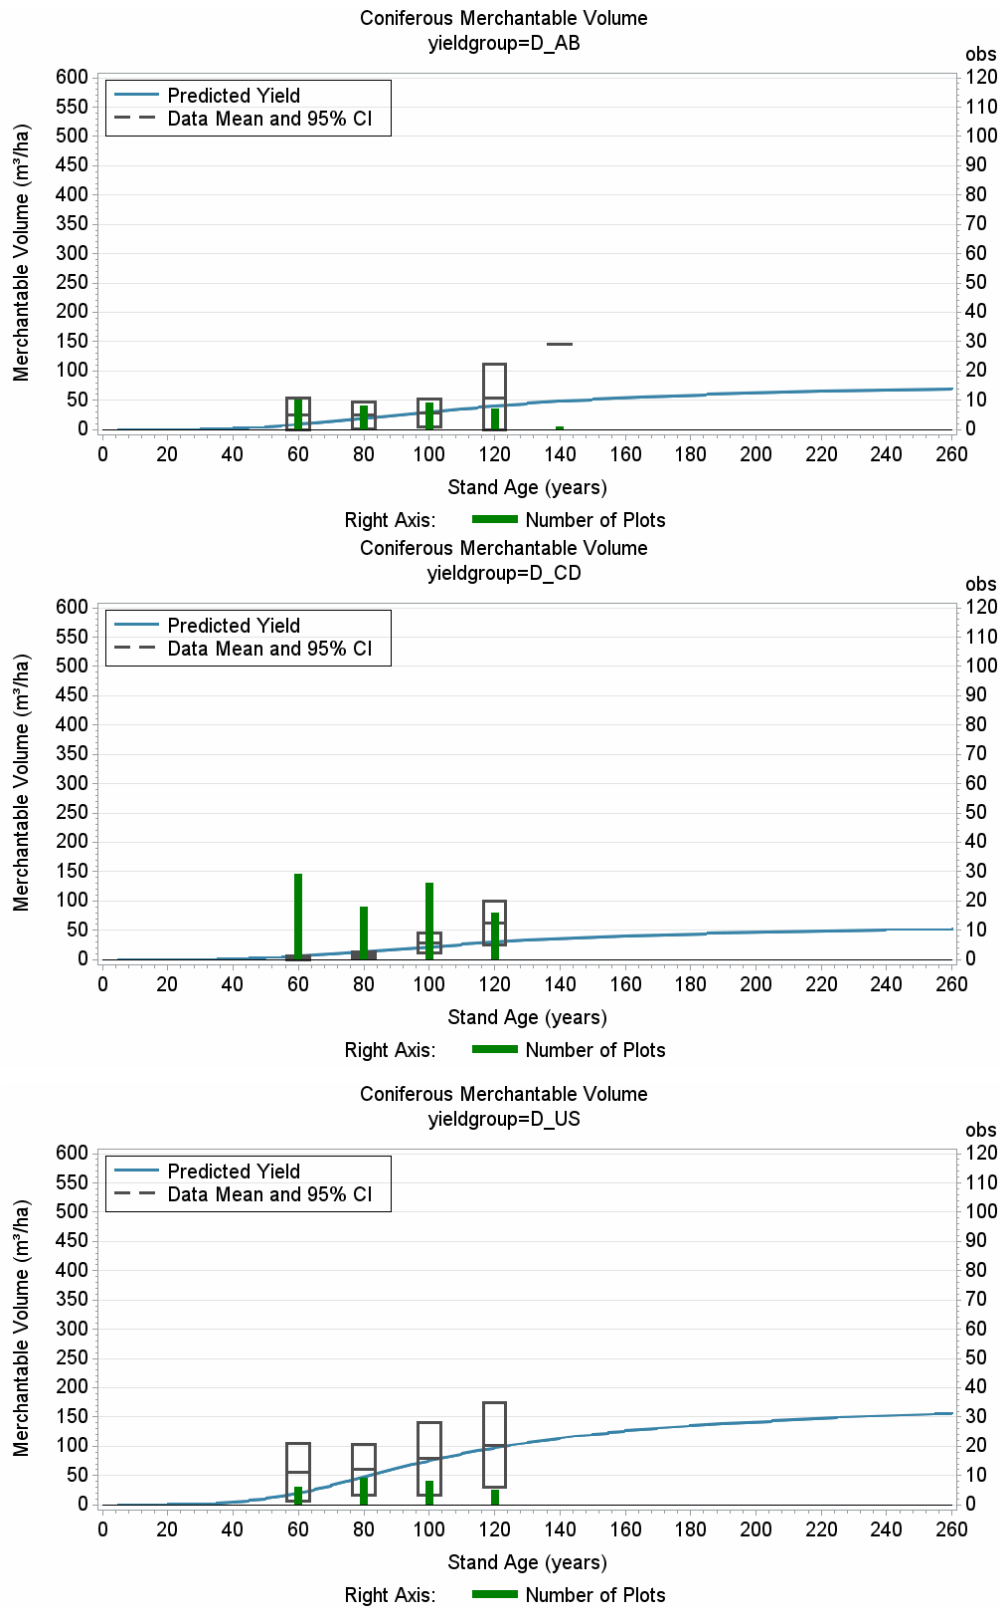 Coniferous Merchantable Volume
yieldgroup=D_AB
obs
Merchantable Volume (m³/ha)
600
550
500
450
400
350
300
250
200
150
100
50
0
Predicted Yield
Data Mean and 95% CI
120
110
100
90
80
70
60
50
40
30
20
10
0
0 20 40 60 80 100 120 140 160 180 200 220 240 260
Stand Age (years)
Right Axis: Number of Plots
Coniferous Merchantable Volume
yieldgroup=D_CD
obs
Merchantable Volume (m³/ha)
600
550
500
450
400
350
300
250
200
150
100
50
0
Predicted Yield
Data Mean and 95% CI
120
110
100
90
80
70
60
50
40
30
20
10
0
0 20 40 60 80 100 120 140 160 180 200 220 240 260
Stand Age (years)
Right Axis: Number of Plots
Coniferous Merchantable Volume
yieldgroup=D_US
obs
Merchantable Volume (m³/ha)
600
550
500
450
400
350
300
250
200
150
100
50
0
Predicted Yield
Data Mean and 95% CI
120
110
100
90
80
70
60
50
40
30
20
10
0
0 20 40 60 80 100 120 140 160 180 200 220 240 260
Stand Age (years)
Right Axis: Number of Plots